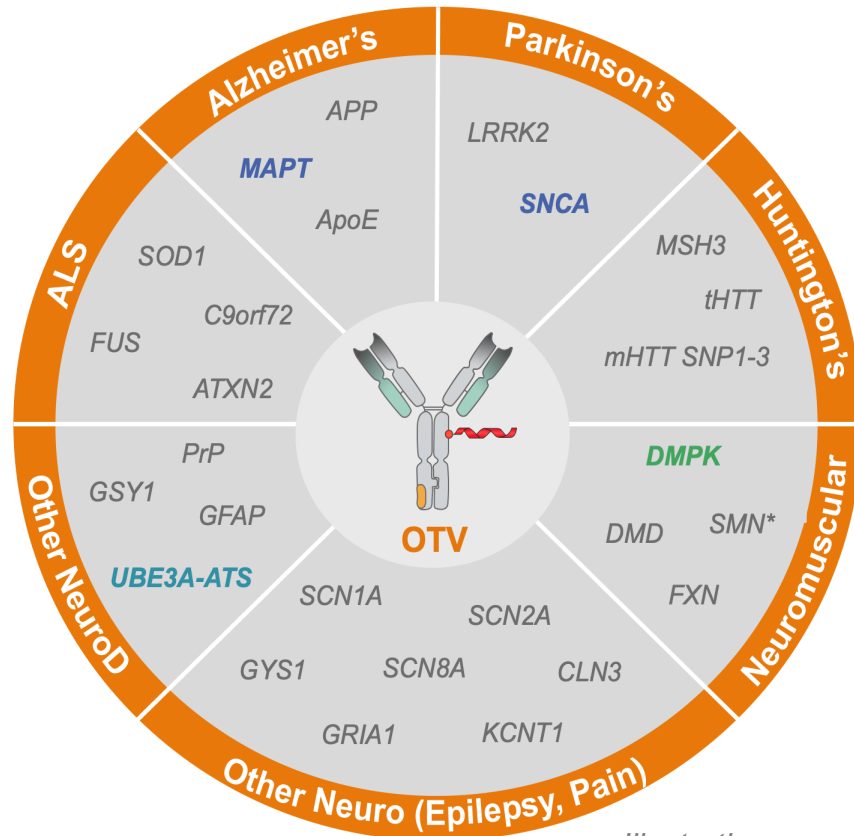 Alzheimer's
APP
MAPT
ApoE
Parkinson's
LRRK2
SNCA
Huntington's
MSH3
tHTT
mHTT SNP1-3
Neuromuscular
DMPK
DMD
SMN*
FXN
Other Neuro (Epilepsy, Pain)
SCN1A
SCN2A
GYS1
SCN8A
CLN3
GRIA1
KCNT1
Other NeuroD
PrP
GSY1
GFAP
UBE3A-ATS
ALS
SOD1
C9orf72
FUS
ATXN2
OTV